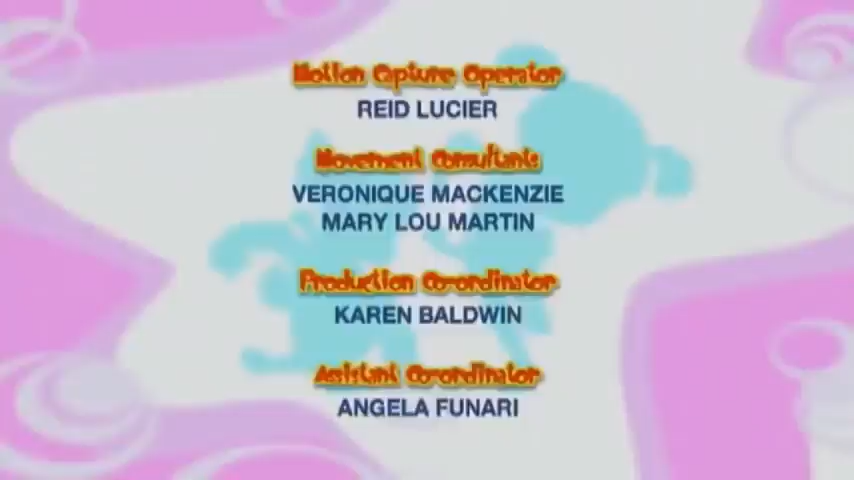 Motion Capture Operator
REID LUCIER
Movement Consultants
VERONIQUE MACKENZIE
MARY LOU MARTIN
Production Co-ordinator
KAREN BALDWIN
Assistant Co-ordinator
ANGELA FUNARI